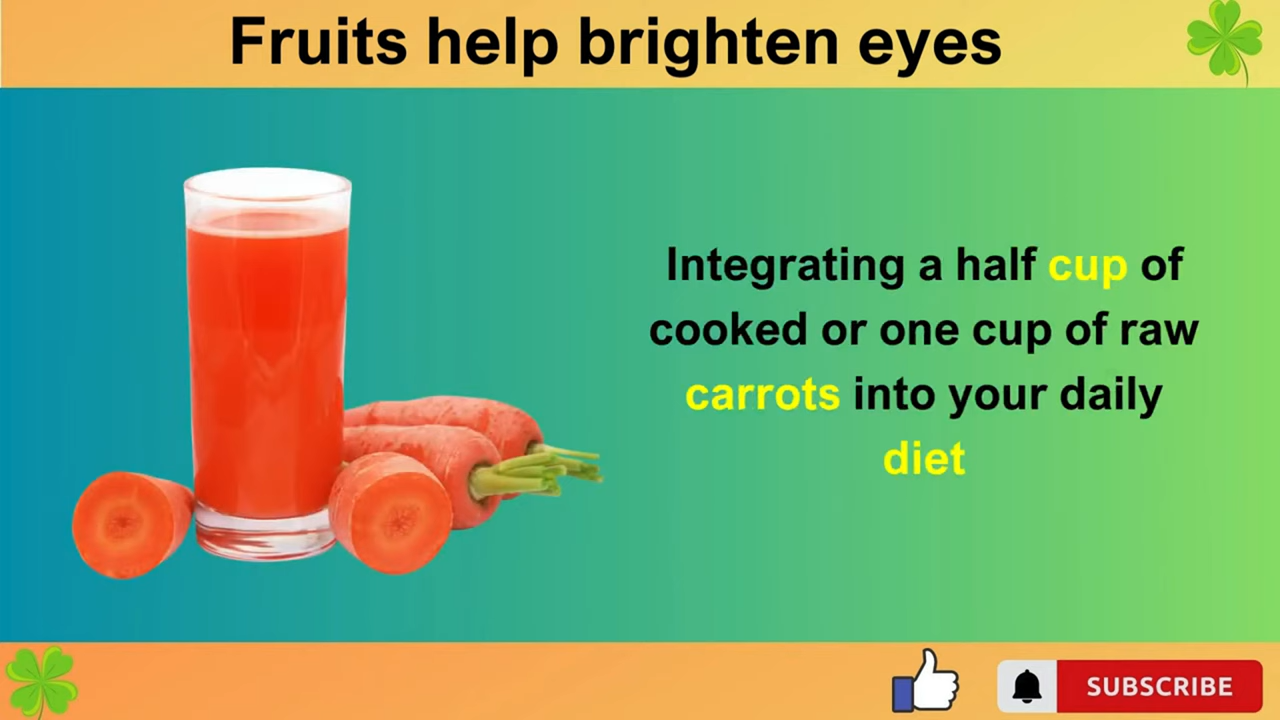 Fruits help brighten eyes
Integrating a half cup of
cooked or one cup of raw
carrots into your daily
diet
SUBSCRIBE